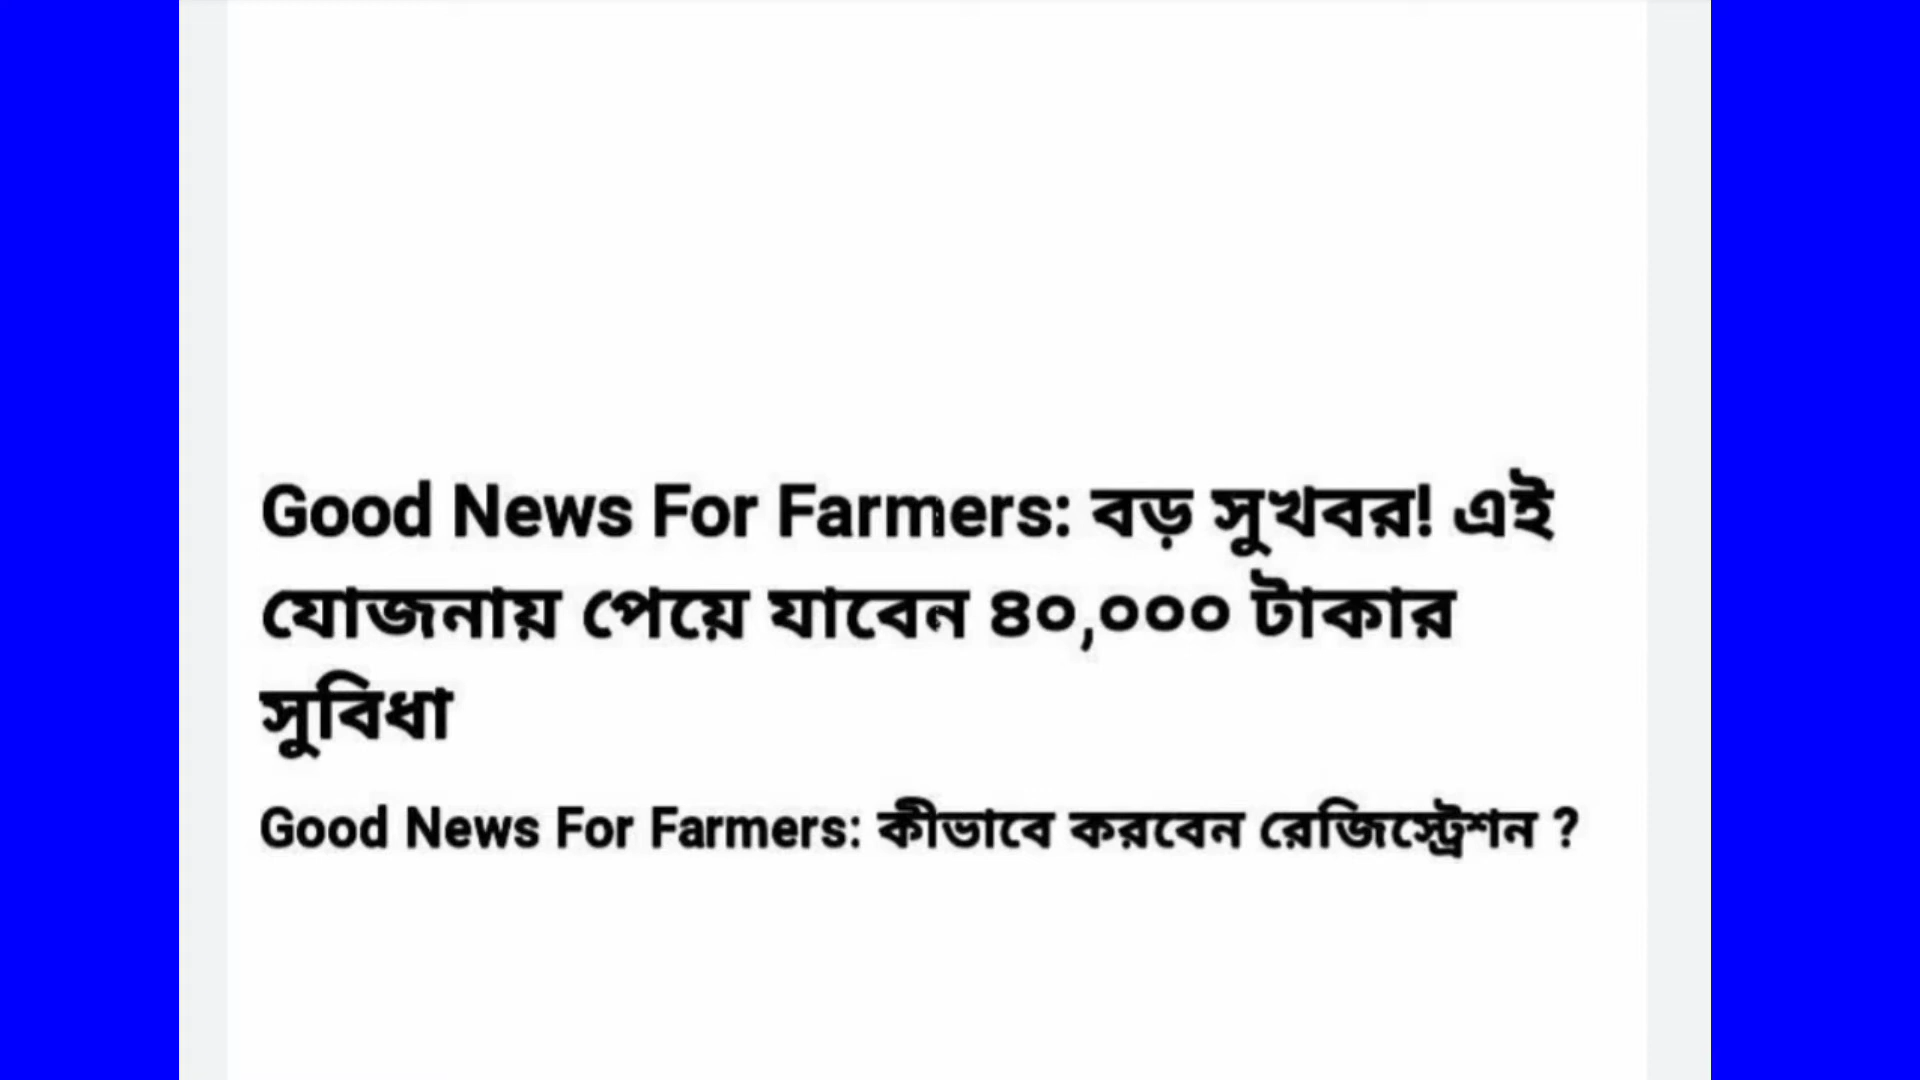 Good News For Farmers: বড় সুখবর! এই
যোজনায় পেয়ে যাবেন ৪০,০০০ টাকার
সুবিধা
Good News For Farmers: কীভাবে করবেন রেজিস্ট্রেশন ?